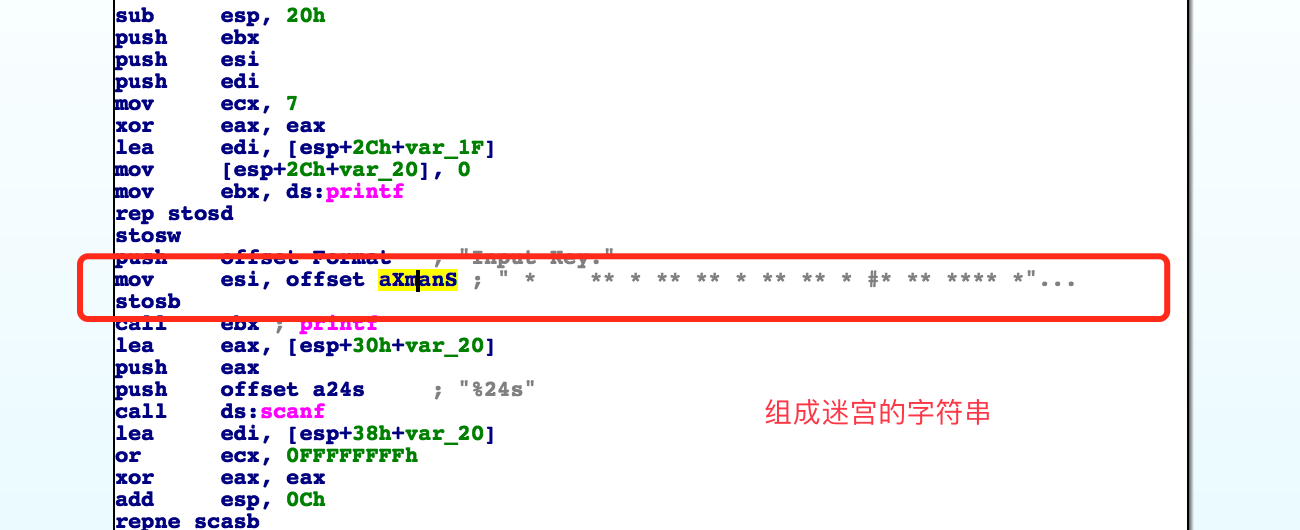 sub esp, 20h
push ebx
push esi
push edi
mov ecx, 7
xor eax, eax
lea edi, [esp+2Ch+var_1F]
mov [esp+2Ch+var_20], 0
mov ebx, ds:printf
rep stosd
stosw
push offset Format ; "Input Key:"
mov esi, offset aXmanS ; " *    ** * ** ** * ** ** * #* ** **** *"...
stosb
call ebx ; printf
lea eax, [esp+30h+var_20]
push eax
push offset a24s ; "%24s"
call ds:scanf
组成迷宫的字符串
lea edi, [esp+38h+var_20]
or ecx, 0FFFFFFFFh
xor eax, eax
add esp, 0Ch
repne scasb